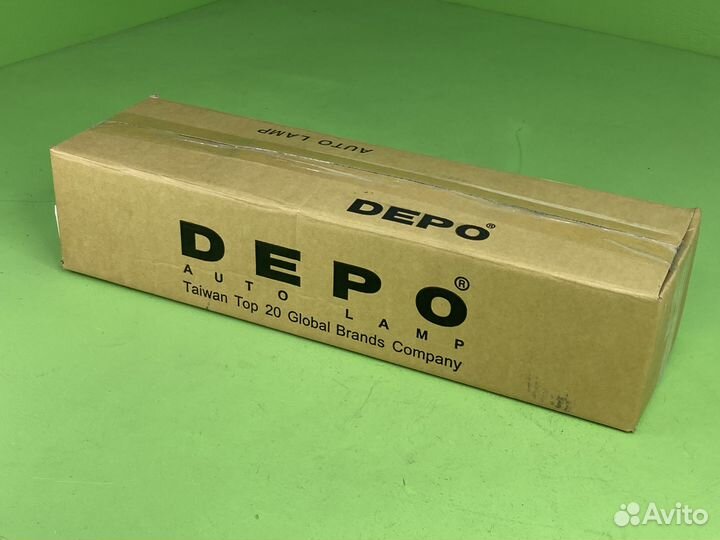 AUTO LAMP
DEPO®
DEPO®
AUTO LAMP
Taiwan Top 20 Global Brands Company
Avito